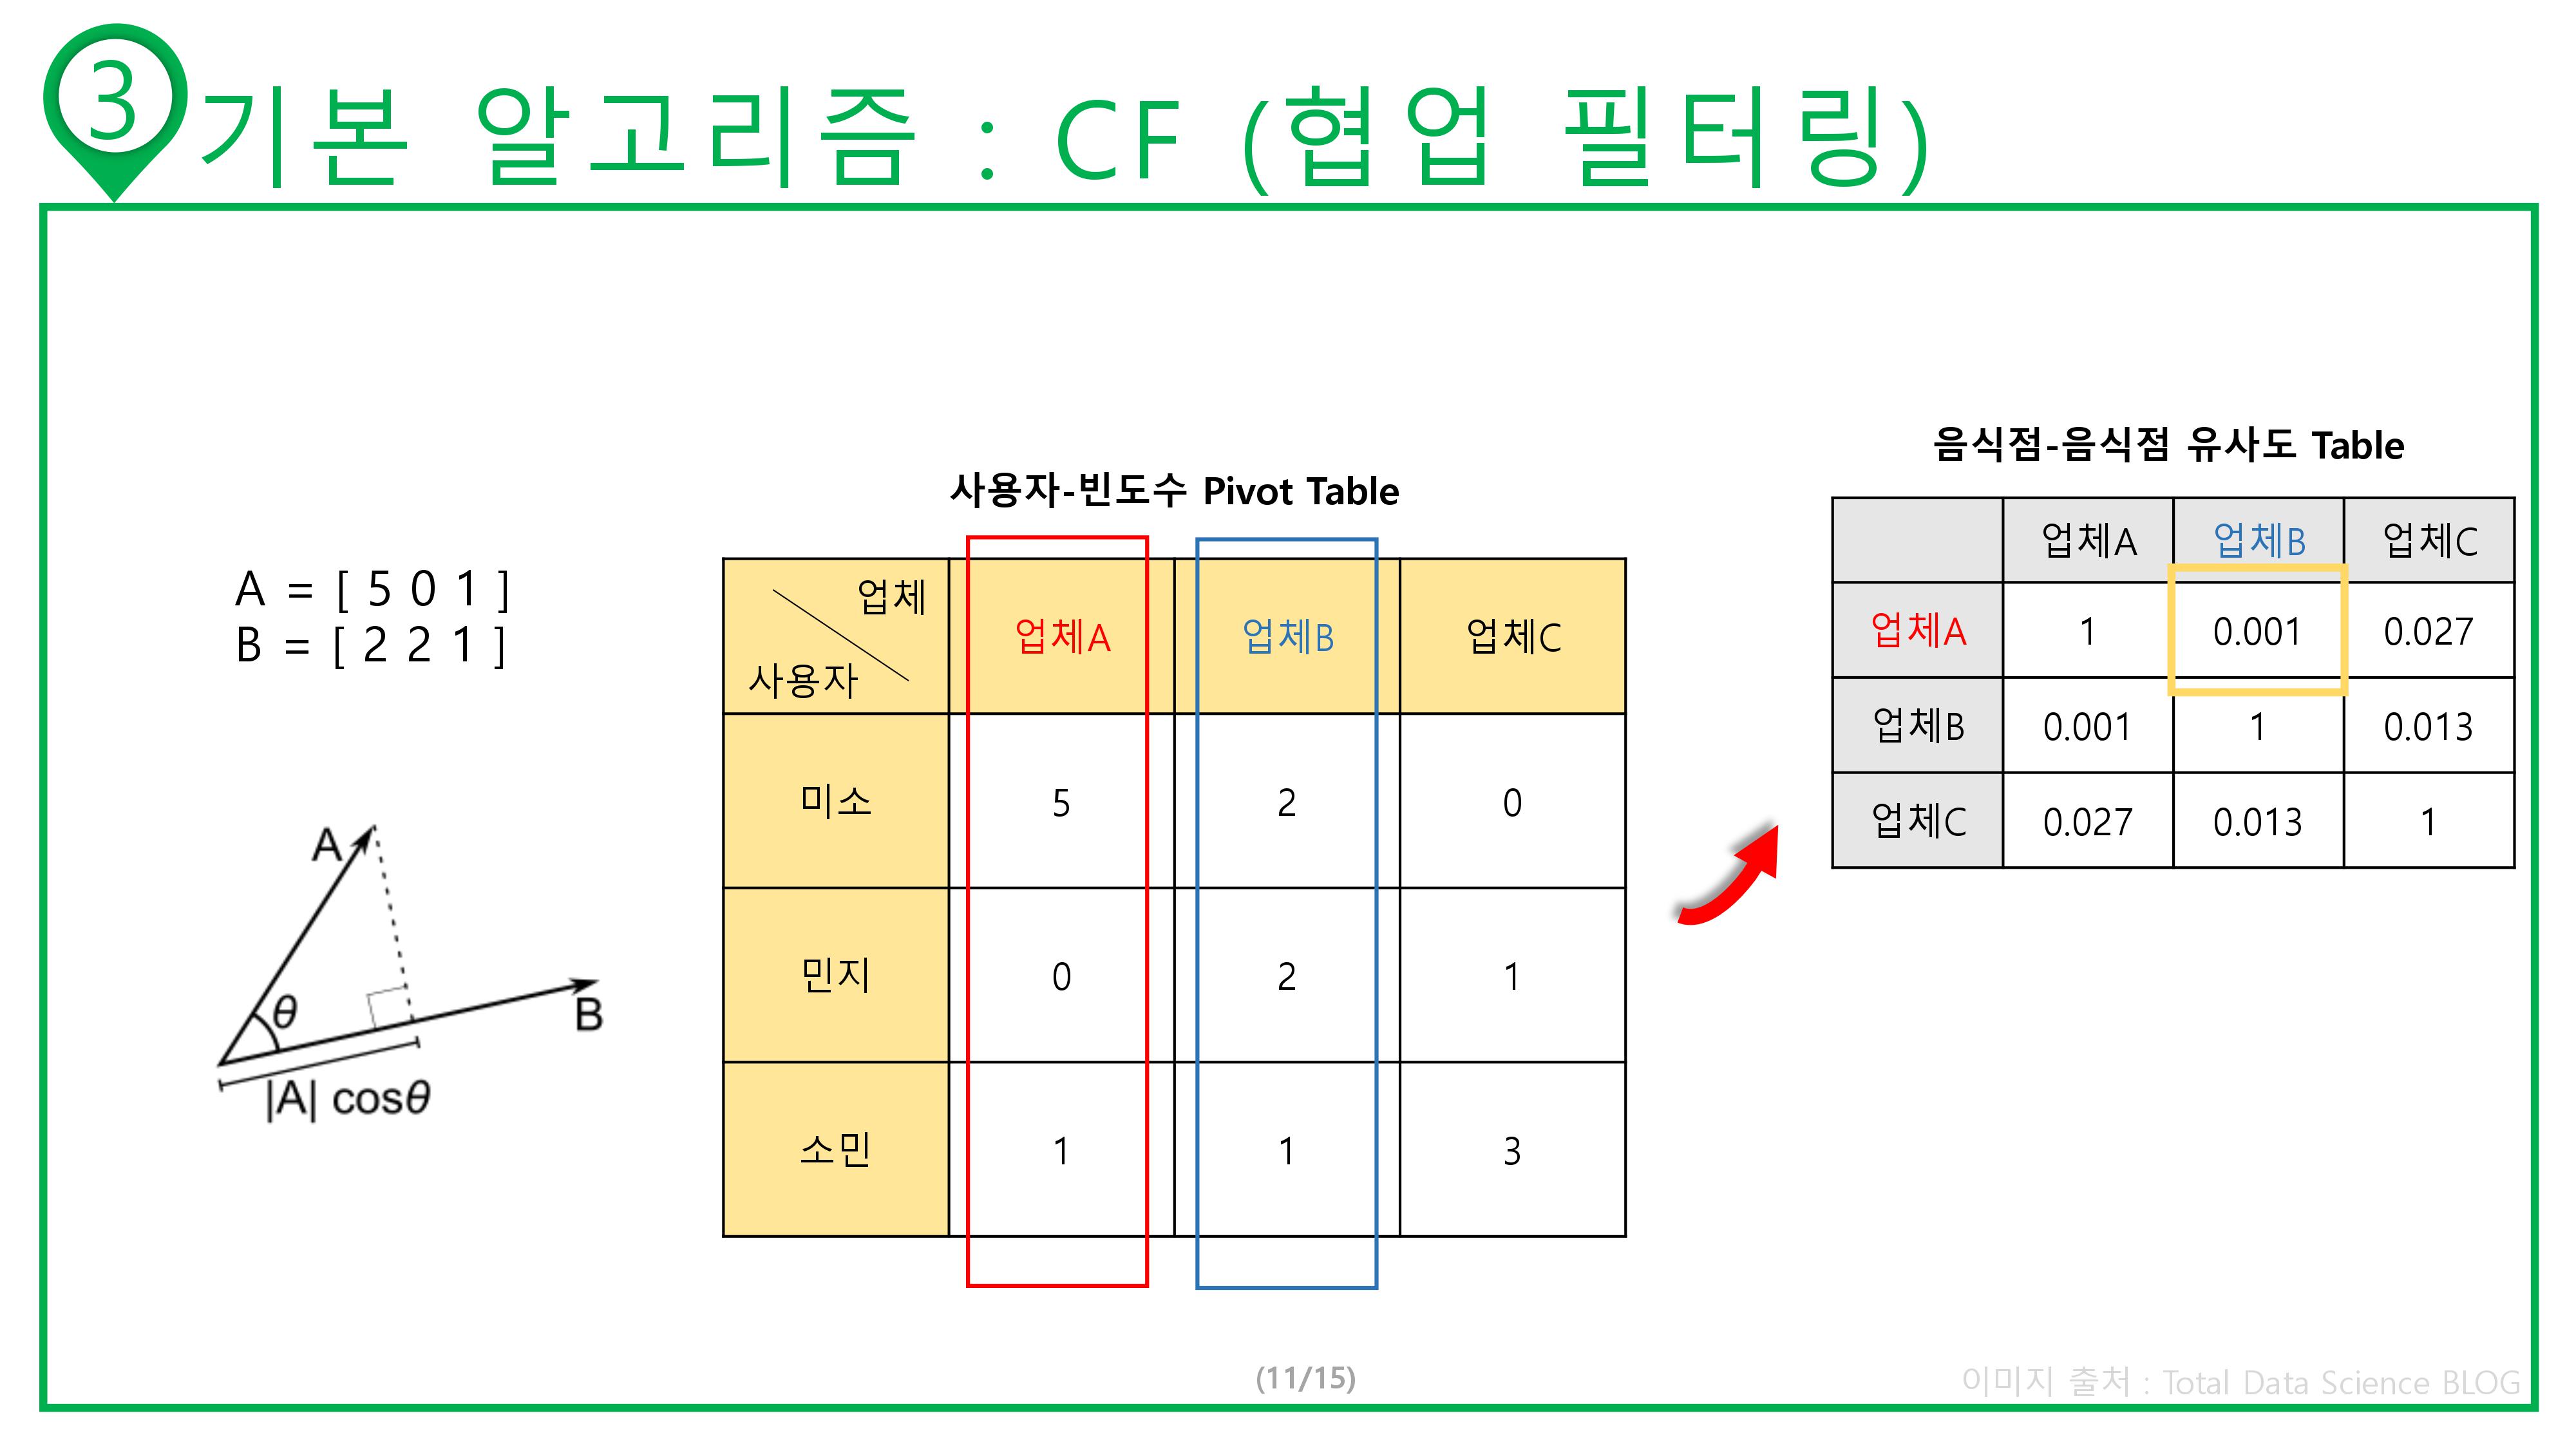 3
기본 알고리즘 : CF (협업 필터링)
A = [ 5 0 1 ]
B = [ 2 2 1 ]
A
θ
B
|A| cosθ
사용자-빈도수 Pivot Table
업체
사용자
업체A 업체B 업체C
미소 5 2 0
민지 0 2 1
소민 1 1 3
음식점-음식점 유사도 Table
업체A 업체B 업체C
업체A 1 0.001 0.027
업체B 0.001 1 0.013
업체C 0.027 0.013 1
(11/15)
이미지 출처 : Total Data Science BLOG